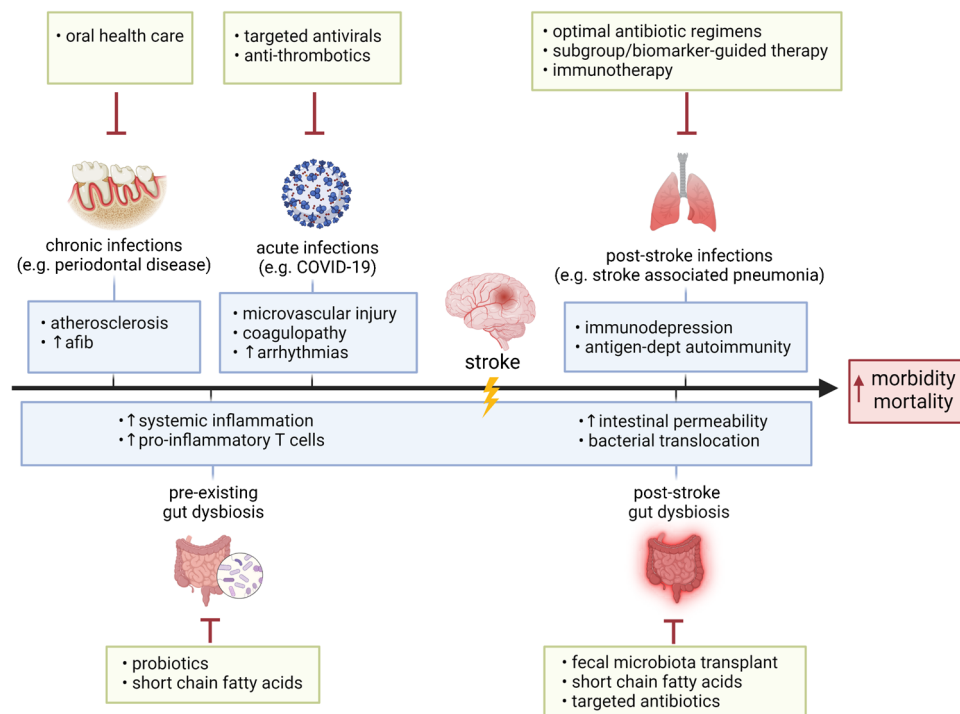 • oral health care
• targeted antivirals
• anti-thrombotics
• optimal antibiotic regimens
• subgroup/biomarker-guided therapy
• immunotherapy
chronic infections
(e.g. periodontal disease)
acute infections
(e.g. COVID-19)
post-stroke infections
(e.g. stroke associated pneumonia)
• atherosclerosis
• ↑afib
• microvascular injury
• coagulopathy
• ↑arrhythmias
stroke
• immunodepression
• antigen-dept autoimmunity
↑ morbidity
mortality
•↑systemic inflammation
•↑pro-inflammatory T cells
•↑intestinal permeability
• bacterial translocation
pre-existing
gut dysbiosis
post-stroke
gut dysbiosis
• probiotics
• short chain fatty acids
• fecal microbiota transplant
• short chain fatty acids
• targeted antibiotics